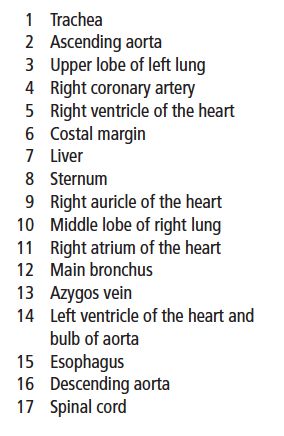 1 Trachea
2 Ascending aorta
3 Upper lobe of left lung
4 Right coronary artery
5 Right ventricle of the heart
6 Costal margin
7 Liver
8 Sternum
9 Right auricle of the heart
10 Middle lobe of right lung
11 Right atrium of the heart
12 Main bronchus
13 Azygos vein
14 Left ventricle of the heart and
bulb of aorta
15 Esophagus
16 Descending aorta
17 Spinal cord